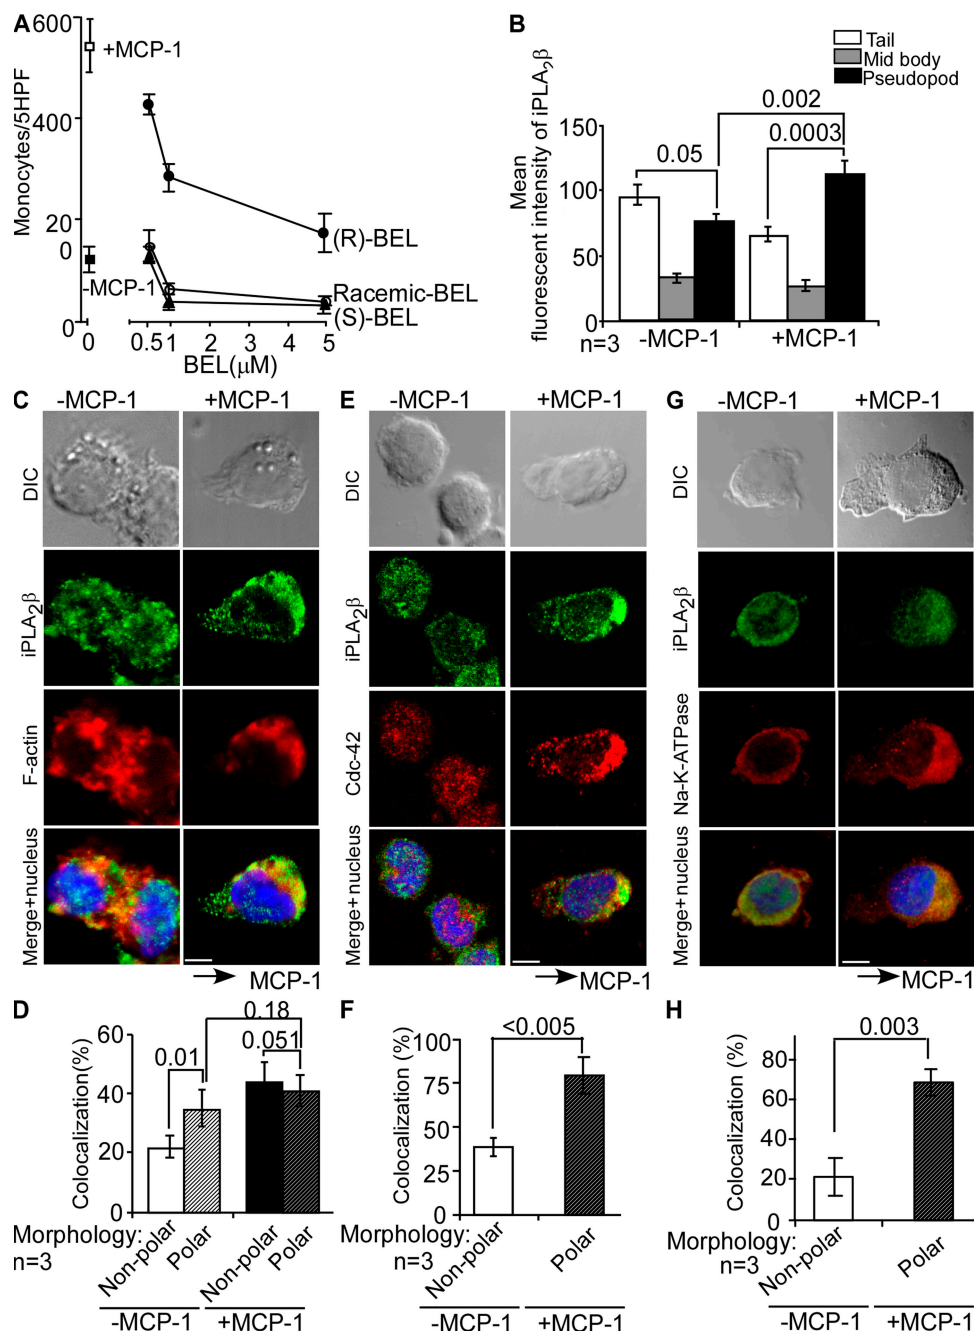 A
600
+MCP-1
400
20
0
0
Monocytes/5HPF
(R)-BEL
-MCP-1
Racemic-BEL
(S)-BEL
0 0.5 1 2 3 4 5
BEL(μM)
B
Tail
Mid body
Pseudopod
Mean
fluorescent intensity of iPLA₂β
150
100
50
0
0.05
0.002
0.0003
n=3
-MCP-1
+MCP-1
C
-MCP-1
+MCP-1
DIC
iPLA₂β
F-actin
Merge+nucleus
MCP-1
E
-MCP-1
+MCP-1
DIC
iPLA₂β
Cdc-42
Merge+nucleus
MCP-1
G
-MCP-1
+MCP-1
DIC
iPLA₂β
Na-K-ATPase
Merge+nucleus
MCP-1
D
Colocalization(%)
60
40
20
0
0.01
0.18
0.051
Morphology:
n=3
Non-polar
Polar
Non-polar
Polar
-MCP-1
+MCP-1
F
Colocalization (%)
100
75
50
25
0
<0.005
Morphology:
n=3
Non-polar
Polar
-MCP-1
+MCP-1
H
Colocalization (%)
80
60
40
20
0
0.003
Morphology:
n=3
Non-polar
Polar
-MCP-1
+MCP-1